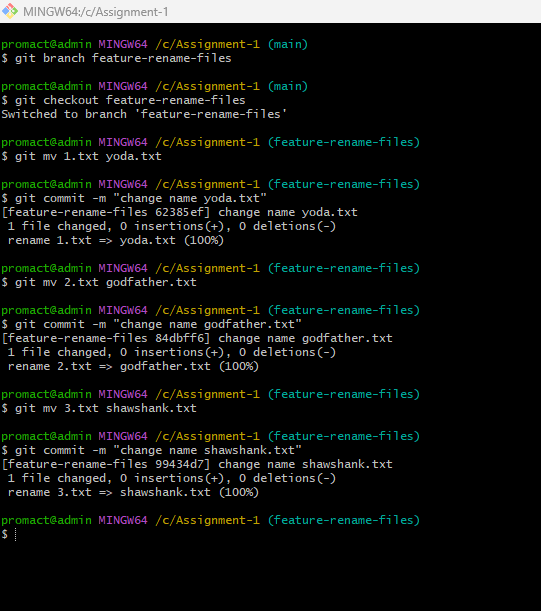 MINGW64:/c/Assignment-1
promact@admin MINGW64 /c/Assignment-1 (main)
$ git branch feature-rename-files
promact@admin MINGW64 /c/Assignment-1 (main)
$ git checkout feature-rename-files
Switched to branch 'feature-rename-files'
promact@admin MINGW64 /c/Assignment-1 (feature-rename-files)
$ git mv 1.txt yoda.txt
promact@admin MINGW64 /c/Assignment-1 (feature-rename-files)
$ git commit -m "change name yoda.txt"
[feature-rename-files 62385ef] change name yoda.txt
1 file changed, 0 insertions(+), 0 deletions(-)
rename 1.txt => yoda.txt (100%)
promact@admin MINGW64 /c/Assignment-1 (feature-rename-files)
$ git mv 2.txt godfather.txt
promact@admin MINGW64 /c/Assignment-1 (feature-rename-files)
$ git commit -m "change name godfather.txt"
[feature-rename-files 84dbff6] change name godfather.txt
1 file changed, 0 insertions(+), 0 deletions(-)
rename 2.txt => godfather.txt (100%)
promact@admin MINGW64 /c/Assignment-1 (feature-rename-files)
$ git mv 3.txt shawshank.txt
promact@admin MINGW64 /c/Assignment-1 (feature-rename-files)
$ git commit -m "change name shawshank.txt"
[feature-rename-files 99434d7] change name shawshank.txt
1 file changed, 0 insertions(+), 0 deletions(-)
rename 3.txt => shawshank.txt (100%)
promact@admin MINGW64 /c/Assignment-1 (feature-rename-files)
$